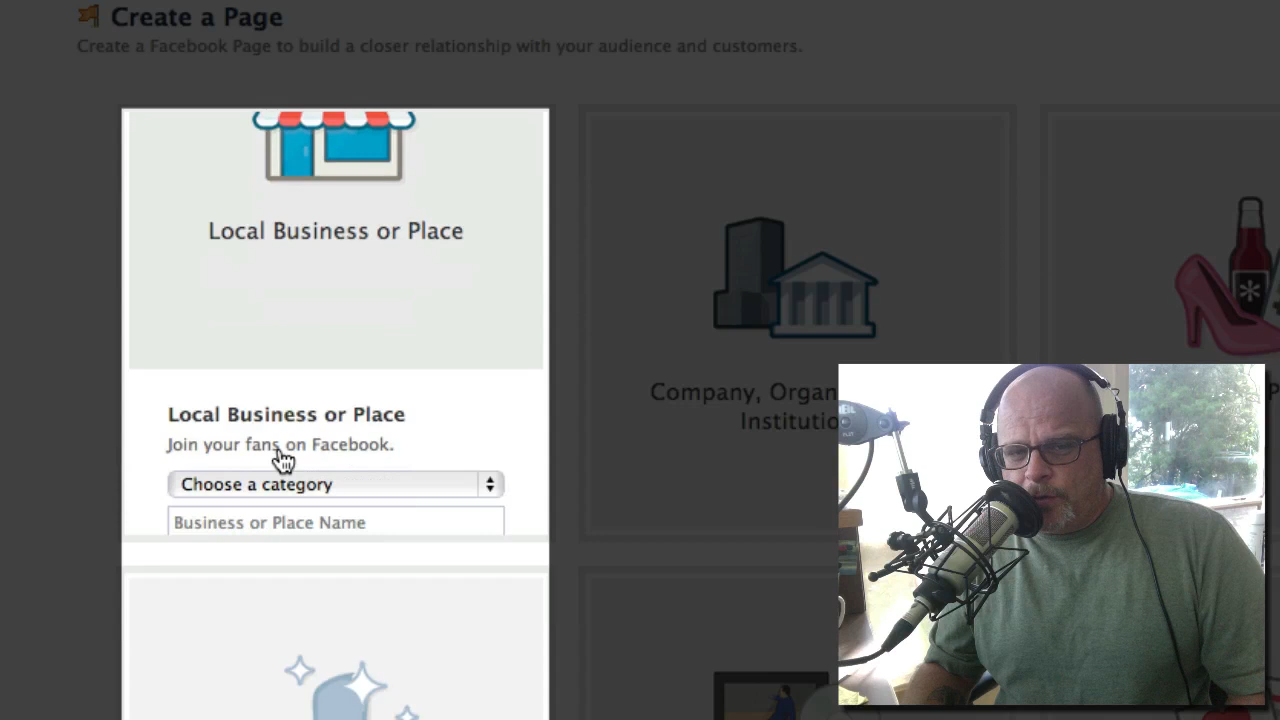 Create a Page
Create a Facebook Page to build a closer relationship with your audience and customers.
Local Business or Place
Company, Organ
Institutio
Local Business or Place
Join your fans on Facebook.
Choose a category
Business or Place Name